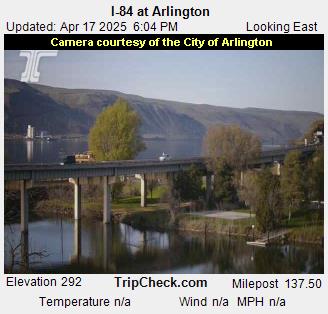 I-84 at Arlington
Updated: Apr 17 2025 6:04 PM Looking East
Camera courtesy of the City of Arlington
Elevation 292 TripCheck.com Milepost 137.50
Temperature n/a Wind n/a MPH n/a